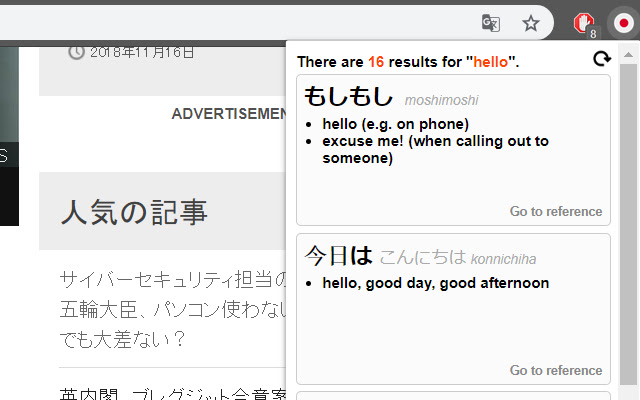 8
2018年11月16日
ADVERTISEMEN
S
人気の記事
サイバーセキュリティ担当の
五輪大臣、パソコン使わない
でも大差ない？
英内閣、ブレグジット合意案
There are 16 results for "hello".
もしもし moshimoshi
hello (e.g. on phone)
excuse me! (when calling out to
someone)
Go to reference
今日は こんにちは konnichiha
hello, good day, good afternoon
Go to reference